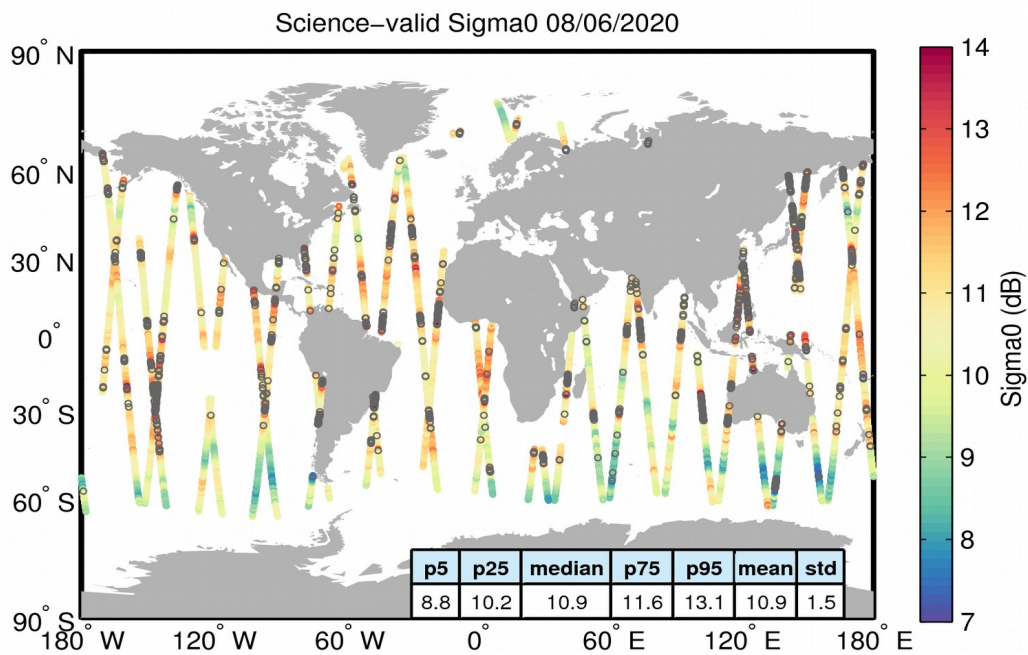 Science-valid Sigma0 08/06/2020
90° N
60° N
30° N
0°
30° S
60° S
90° S
180° W
120° W
60° W
0°
60° E
120° E
180° E
14
13
12
11
10
9
8
7
Sigma0 (dB)
p5 p25 median p75 p95 mean std
8.8 10.2 10.9 11.6 13.1 10.9 1.5